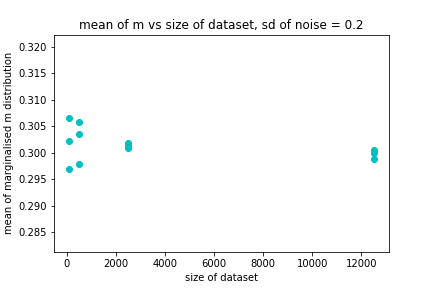 mean of m vs size of dataset, sd of noise = 0.2
mean of marginalised m distribution
0.320
0.315
0.310
0.305
0.300
0.295
0.290
0.285
0 2000 4000 6000 8000 10000 12000
size of dataset